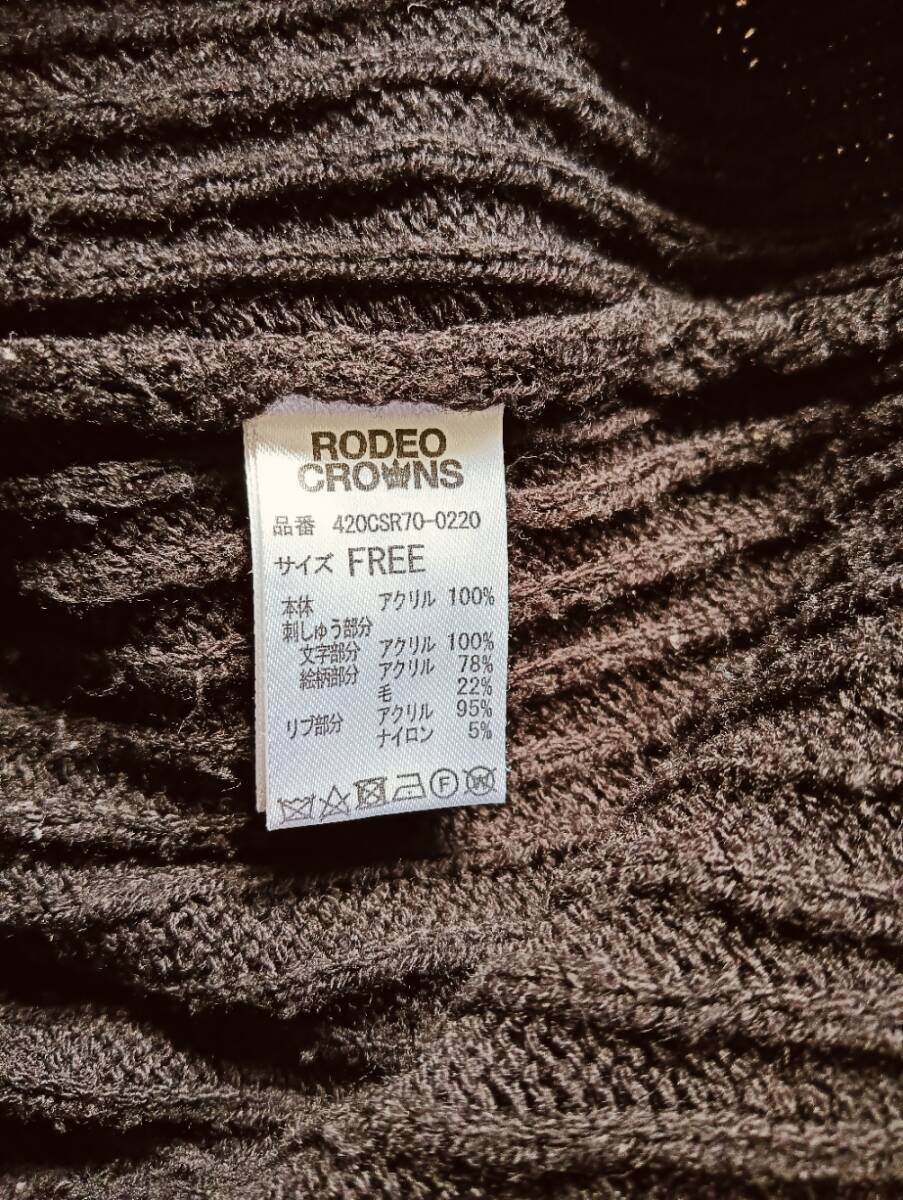 RODEO
CROWNS
品番 420CSR70-0220
サイズ FREE
本体 アクリル 100%
刺しゅう部分
文字部分 アクリル 100%
絵柄部分 アクリル 78%
毛 22%
リブ部分 アクリル 95%
ナイロン 5%
F W